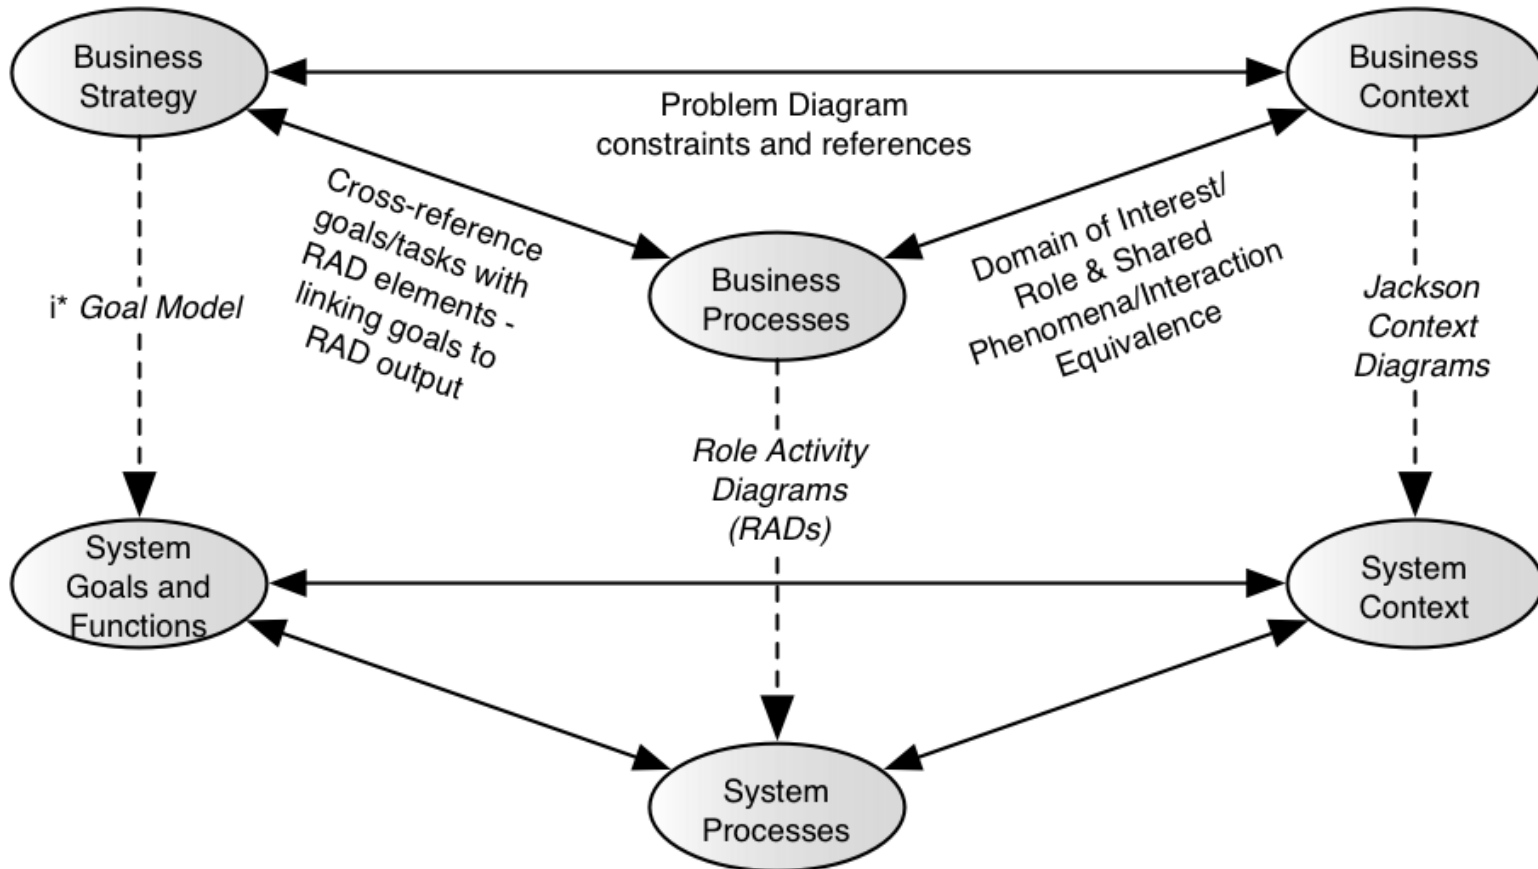 Business
Strategy
Business
Context
Problem Diagram
constraints and references
Cross-reference
goals/tasks with
RAD elements -
linking goals to
RAD output
Business
Processes
Domain of Interest/
Role & Shared
Phenomena/Interaction
Equivalence
i* Goal Model
Jackson
Context
Diagrams
Role Activity
Diagrams
(RADs)
System
Goals and
Functions
System
Context
System
Processes